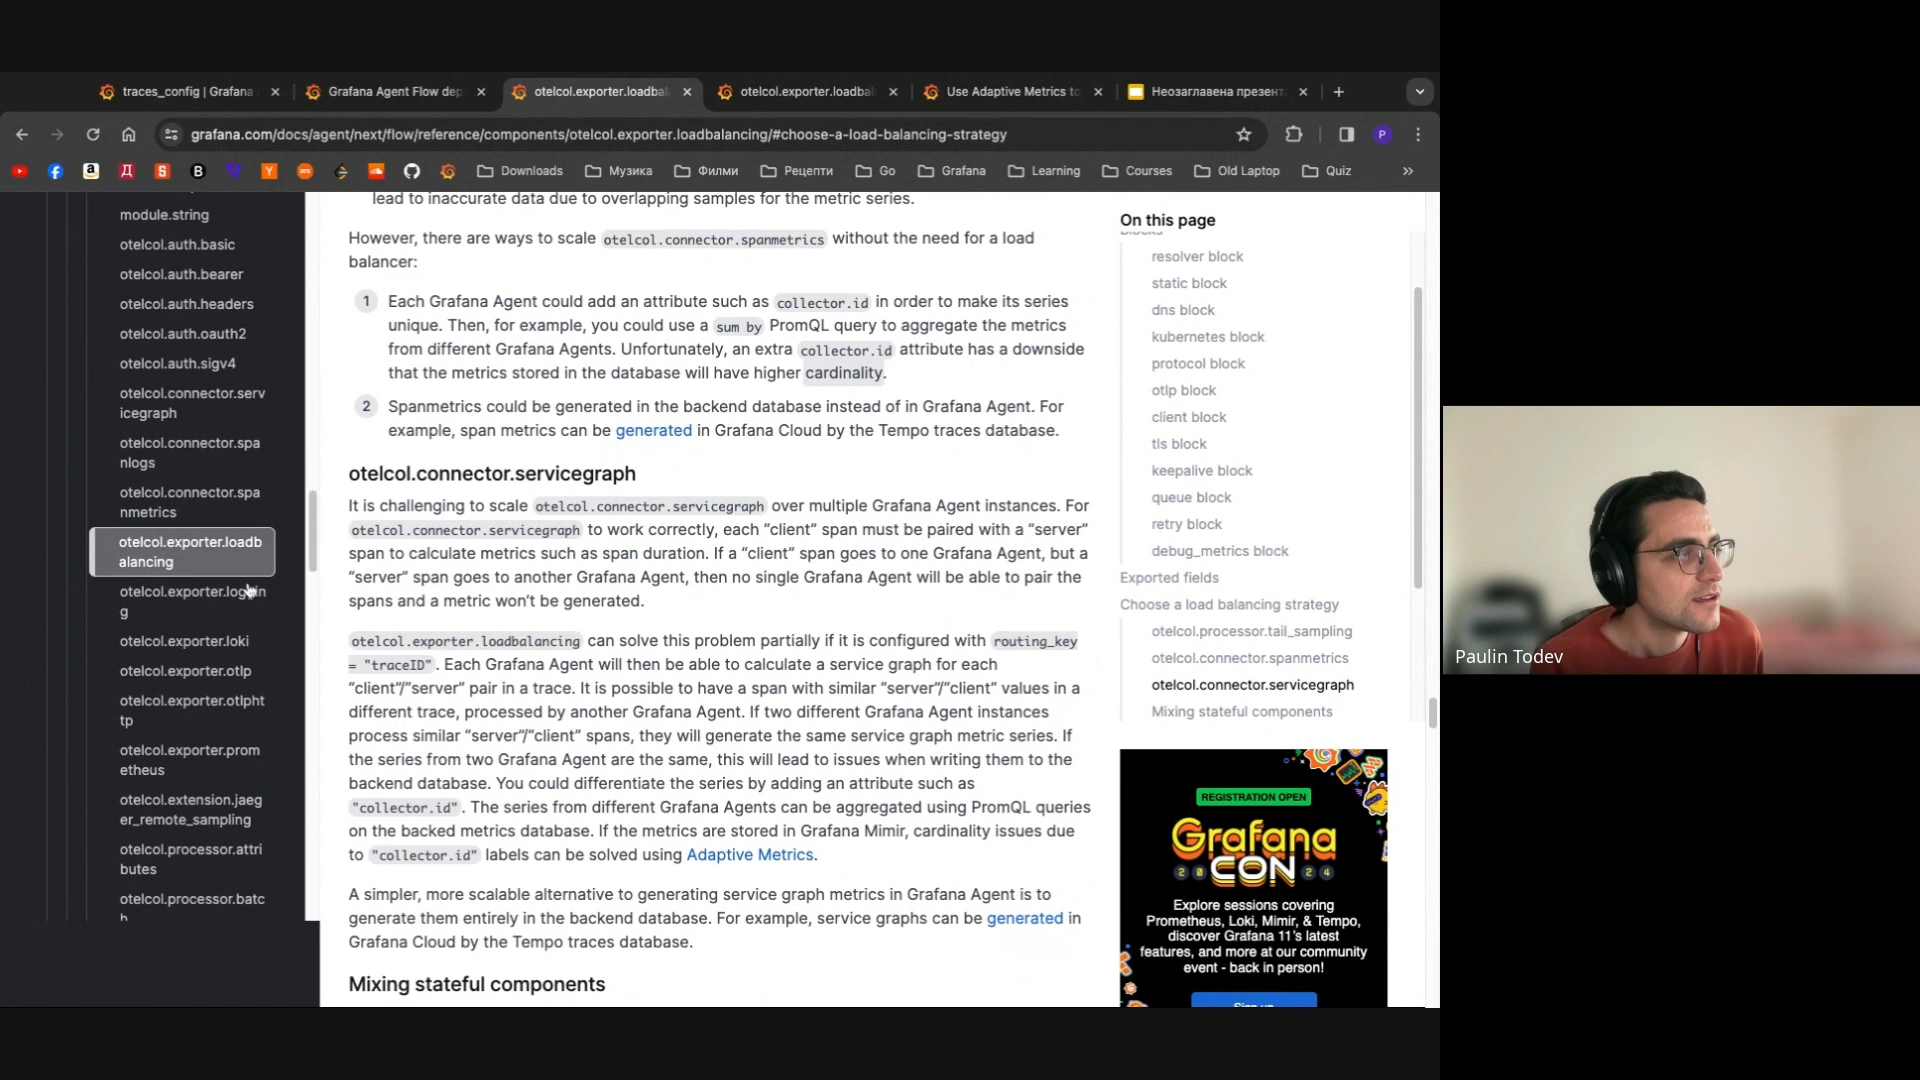 traces_config | Grafana
Grafana Agent Flow dep
otelcol.exporter.loadbal
otelcol.exporter.loadbal
Use Adaptive Metrics to
Неозаглавена презент
grafana.com/docs/agent/next/flow/reference/components/otelcol.exporter.loadbalancing/#choose-a-load-balancing-strategy
P
Downloads
Музика
Филми
Рецепти
Go
Grafana
Learning
Courses
Old Laptop
Quiz
module.string
otelcol.auth.basic
otelcol.auth.bearer
otelcol.auth.headers
otelcol.auth.oauth2
otelcol.auth.sigv4
otelcol.connector.serv
icegraph
otelcol.connector.spa
nlogs
otelcol.connector.spa
nmetrics
otelcol.exporter.loadb
alancing
otelcol.exporter.loggin
g
otelcol.exporter.loki
otelcol.exporter.otlp
otelcol.exporter.otlpht
tp
otelcol.exporter.prom
etheus
otelcol.extension.jaeg
er_remote_sampling
otelcol.processor.attri
butes
otelcol.processor.batc
h
lead to inaccurate data due to overlapping samples for the metric series.
However, there are ways to scale otelcol.connector.spanmetrics without the need for a load
balancer:
1 Each Grafana Agent could add an attribute such as collector.id in order to make its series
unique. Then, for example, you could use a sum by PromQL query to aggregate the metrics
from different Grafana Agents. Unfortunately, an extra collector.id attribute has a downside
that the metrics stored in the database will have higher cardinality.
2 Spanmetrics could be generated in the backend database instead of in Grafana Agent. For
example, span metrics can be generated in Grafana Cloud by the Tempo traces database.
otelcol.connector.servicegraph
It is challenging to scale otelcol.connector.servicegraph over multiple Grafana Agent instances. For
otelcol.connector.servicegraph to work correctly, each “client” span must be paired with a “server”
span to calculate metrics such as span duration. If a “client” span goes to one Grafana Agent, but a
“server” span goes to another Grafana Agent, then no single Grafana Agent will be able to pair the
spans and a metric won’t be generated.
otelcol.exporter.loadbalancing can solve this problem partially if it is configured with routing_key
= "traceID". Each Grafana Agent will then be able to calculate a service graph for each
“client”/“server” pair in a trace. It is possible to have a span with similar “server”/“client” values in a
different trace, processed by another Grafana Agent. If two different Grafana Agent instances
process similar “server”/“client” spans, they will generate the same service graph metric series. If
the series from two Grafana Agent are the same, this will lead to issues when writing them to the
backend database. You could differentiate the series by adding an attribute such as
"collector.id". The series from different Grafana Agents can be aggregated using PromQL queries
on the backed metrics database. If the metrics are stored in Grafana Mimir, cardinality issues due
to "collector.id" labels can be solved using Adaptive Metrics.
A simpler, more scalable alternative to generating service graph metrics in Grafana Agent is to
generate them entirely in the backend database. For example, service graphs can be generated in
Grafana Cloud by the Tempo traces database.
Mixing stateful components
On this page
Blocks
resolver block
static block
dns block
kubernetes block
protocol block
otlp block
client block
tls block
keepalive block
queue block
retry block
debug_metrics block
Exported fields
Choose a load balancing strategy
otelcol.processor.tail_sampling
otelcol.connector.spanmetrics
otelcol.connector.servicegraph
Mixing stateful components
REGISTRATION OPEN
Grafana
CON
2024
Explore sessions covering
Prometheus, Loki, Mimir, & Tempo,
discover Grafana 11’s latest
features, and more at our community
event - back in person!
Sign up
Paulin Todev